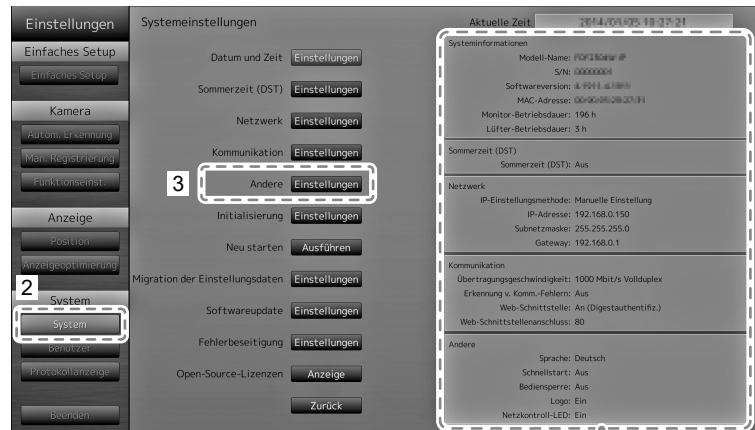 Einstellungen
Einfaches Setup
Einfaches Setup
Kamera
Autom. Erkennung
Man. Registrierung
Funktionseinst.
Anzeige
Position
Anzeigeoptimierung
2
System
System
Benutzer
Protokollanzeige
Beenden
Systemeinstellungen
Datum und Zeit Einstellungen
Sommerzeit (DST) Einstellungen
Netzwerk Einstellungen
Kommunikation Einstellungen
3 Andere Einstellungen
Initialisierung Einstellungen
Neu starten Ausführen
Migration der Einstellungsdaten Einstellungen
Softwareupdate Einstellungen
Fehlerbeseitigung Einstellungen
Open-Source-Lizenzen Anzeige
Zurück
Aktuelle Zeit
Systeminformationen
Modell-Name:
S/N:
Softwareversion:
MAC-Adresse:
Monitor-Betriebsdauer: 196 h
Lüfter-Betriebsdauer: 3 h
Sommerzeit (DST)
Sommerzeit (DST): Aus
Netzwerk
IP-Einstellungsmethode: Manuelle Einstellung
IP-Adresse: 192.168.0.150
Subnetzmaske: 255.255.255.0
Gateway: 192.168.0.1
Kommunikation
Übertragungsgeschwindigkeit: 1000 Mbit/s Vollduplex
Erkennung v. Komm.-Fehlern: Aus
Web-Schnittstelle: An (Digestauthentifiz.)
Web-Schnittstellenanschluss: 80
Andere
Sprache: Deutsch
Schnellstart: Aus
Bediensperre: Aus
Logo: Ein
Netzkontroll-LED: Ein